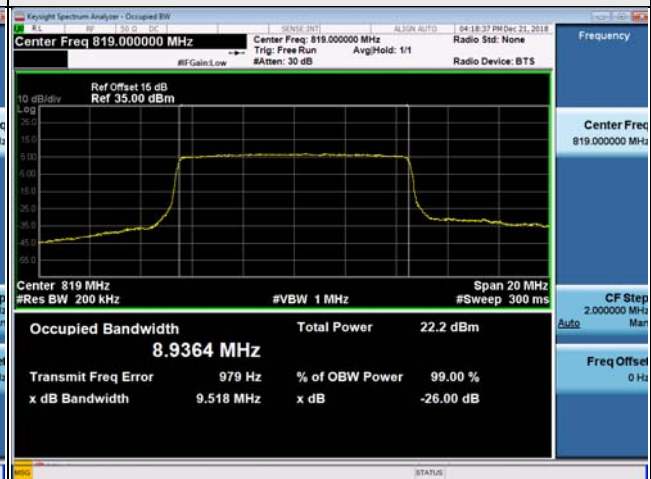 Keysight Spectrum Analyzer - Occupied BW
RL RF 50 Ω DC SENSE:INT ALIGN AUTO 04:18:37 PM Dec 21, 2018
Center Freq 819.000000 MHz
Center Freq: 819.000000 MHz Radio Std: None
Trig: Free Run Avg|Hold: 1/1
#IFGain:Low #Atten: 30 dB Radio Device: BTS
Frequency
Ref Offset 15 dB
10 dB/div Ref 35.00 dBm
Log
25.0
15.0
5.00
-5.00
-15.0
-25.0
-35.0
-45.0
-55.0
Center 819 MHz Span 20 MHz
#Res BW 200 kHz #VBW 1 MHz #Sweep 300 ms
Occupied Bandwidth Total Power 22.2 dBm
8.9364 MHz
Transmit Freq Error 979 Hz % of OBW Power 99.00 %
x dB Bandwidth 9.518 MHz x dB -26.00 dB
Center Freq
819.000000 MHz
CF Step
2.000000 MHz
Auto Man
Freq Offset
0 Hz
MSG STATUS